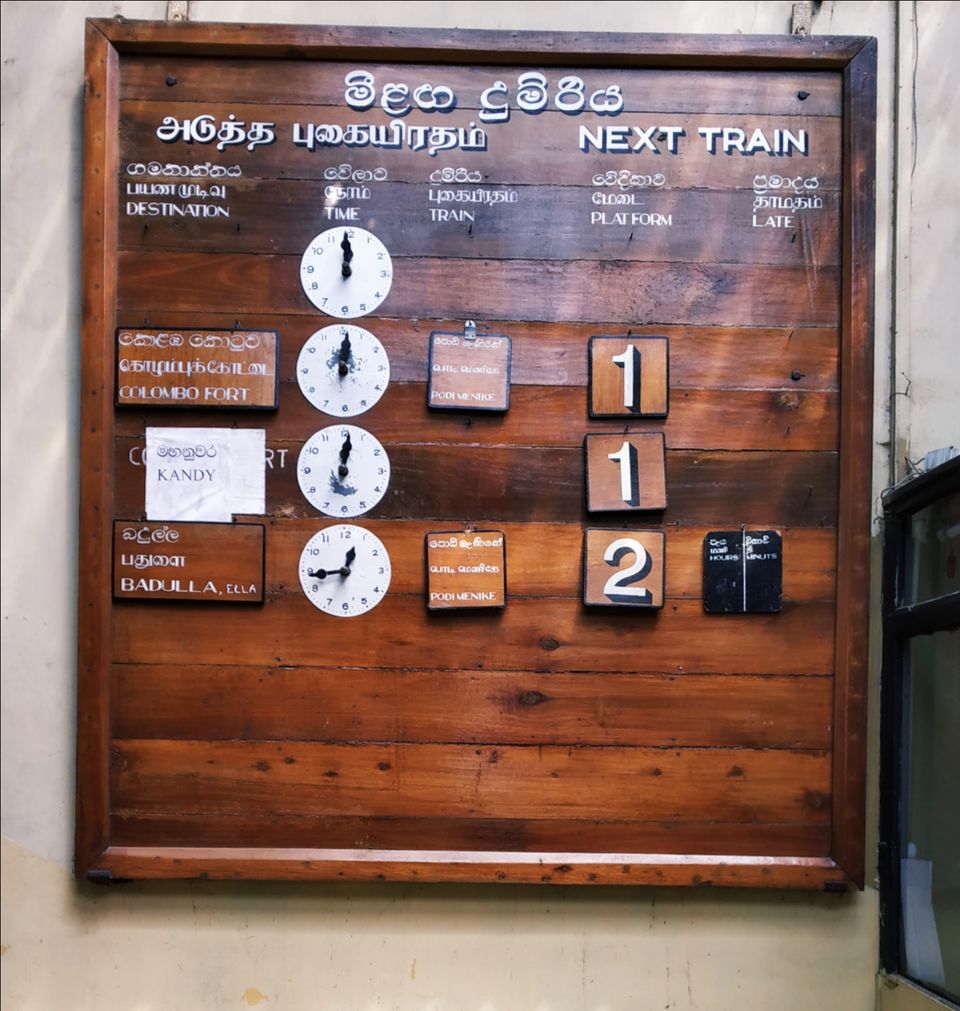 මීළඟ දුම්රිය
அடுத்த புகையிரதம் NEXT TRAIN
ගමනාන්තය වේලාව දුම්රිය වේදිකාව ප්‍රමාදය
பயண முடிவு நேரம் புகையிரதம் மேடை தாமதம்
DESTINATION TIME TRAIN PLATFORM LATE
කොළඹ කොටුව පොඩි මැණිකේ
கொழும்புக்கோட்டை பொடி மெணிகே 1
COLOMBO FORT PODI MENIKE
මහනුවර
KANDY 1
බදුල්ල පොඩි මැණිකේ
பதுளை பொடி மெணிகே 2
BADULLA, ELLA PODI MENIKE
පැය
HOURS MINUTS